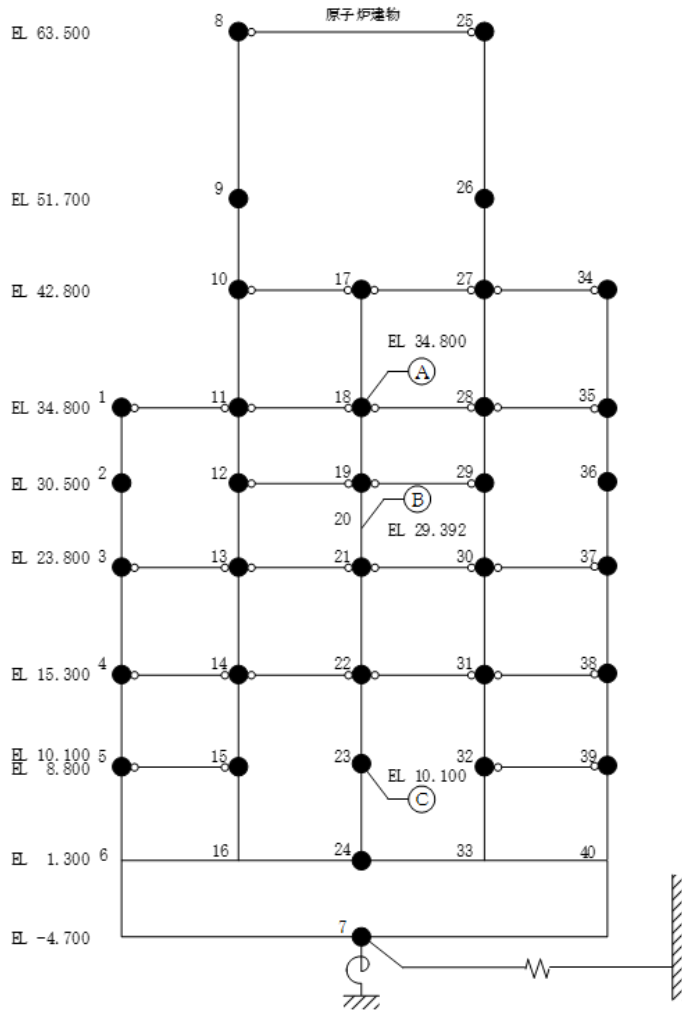 原子炉建物
EL 63.500 8 25
EL 51.700 9 26
EL 42.800 10 17 27 34
EL 34.800
A
EL 34.800 1 11 18 28 35
EL 30.500 2 12 19 29 36
B
20
EL 29.392
EL 23.800 3 13 21 30 37
EL 15.300 4 14 22 31 38
EL 10.100
EL 8.800 5 15 23 32 39
EL 10.100
C
EL 1.300 6 16 24 33 40
EL -4.700 7